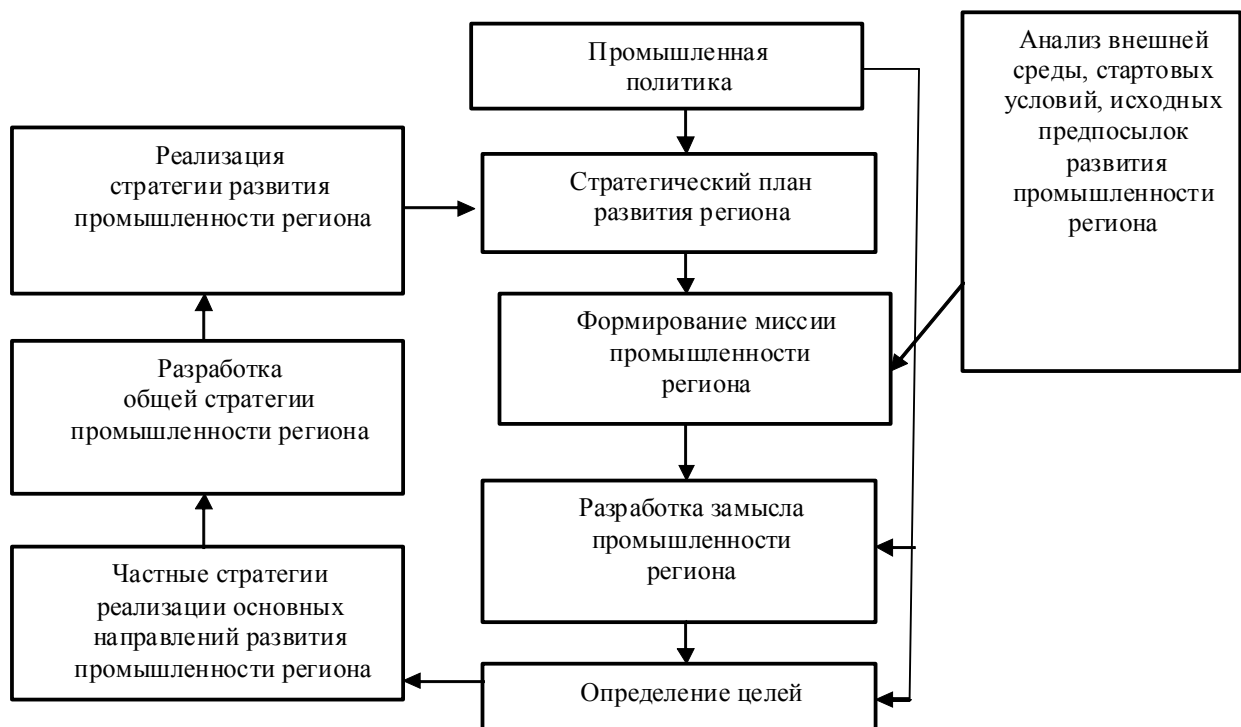 Промышленная
политика
Анализ внешней
среды, стартовых
условий, исходных
предпосылок
развития
промышленности
региона
Реализация
стратегии развития
промышленности региона
Стратегический план
развития региона
Формирование миссии
промышленности
региона
Разработка
общей стратегии
промышленности региона
Разработка замысла
промышленности
региона
Частные стратегии
реализации основных
направлений развития
промышленности региона
Определение целей